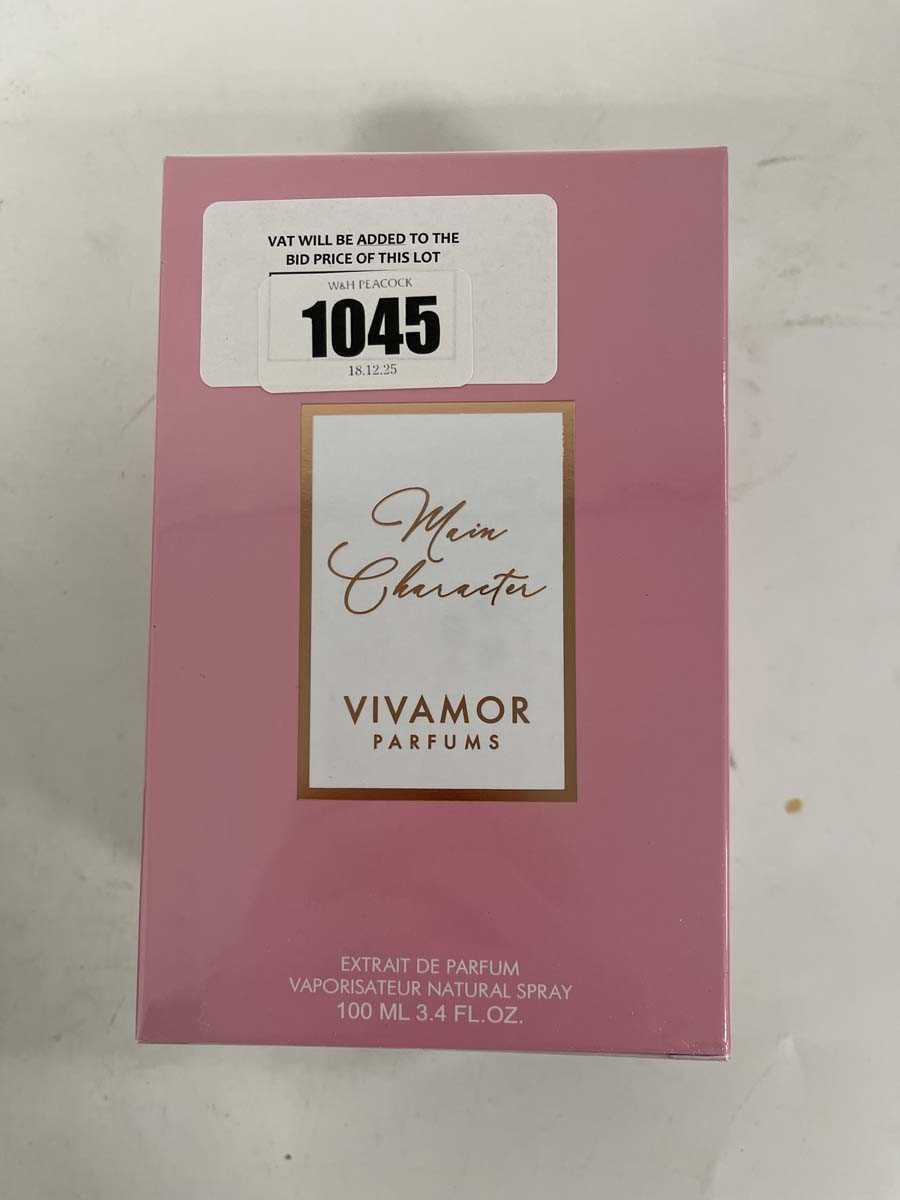 VAT WILL BE ADDED TO THE
BID PRICE OF THIS LOT
W&H PEACOCK
1045
18.12.25
Main
Character
VIVAMOR
PARFUMS
EXTRAIT DE PARFUM
VAPORISATEUR NATURAL SPRAY
100 ML 3.4 FL.OZ.